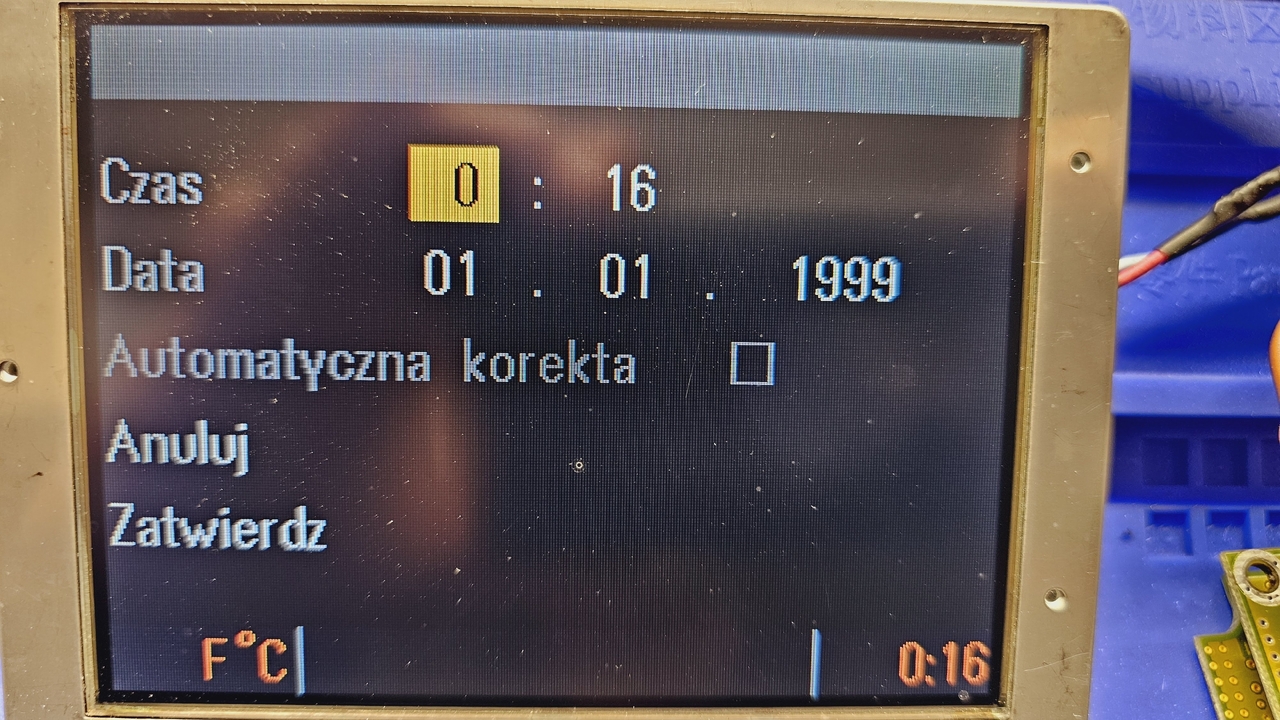 Czas 0 : 16
Data 01 . 01 . 1999
Automatyczna korekta
Anuluj
Zatwierdz
F°C 0:16